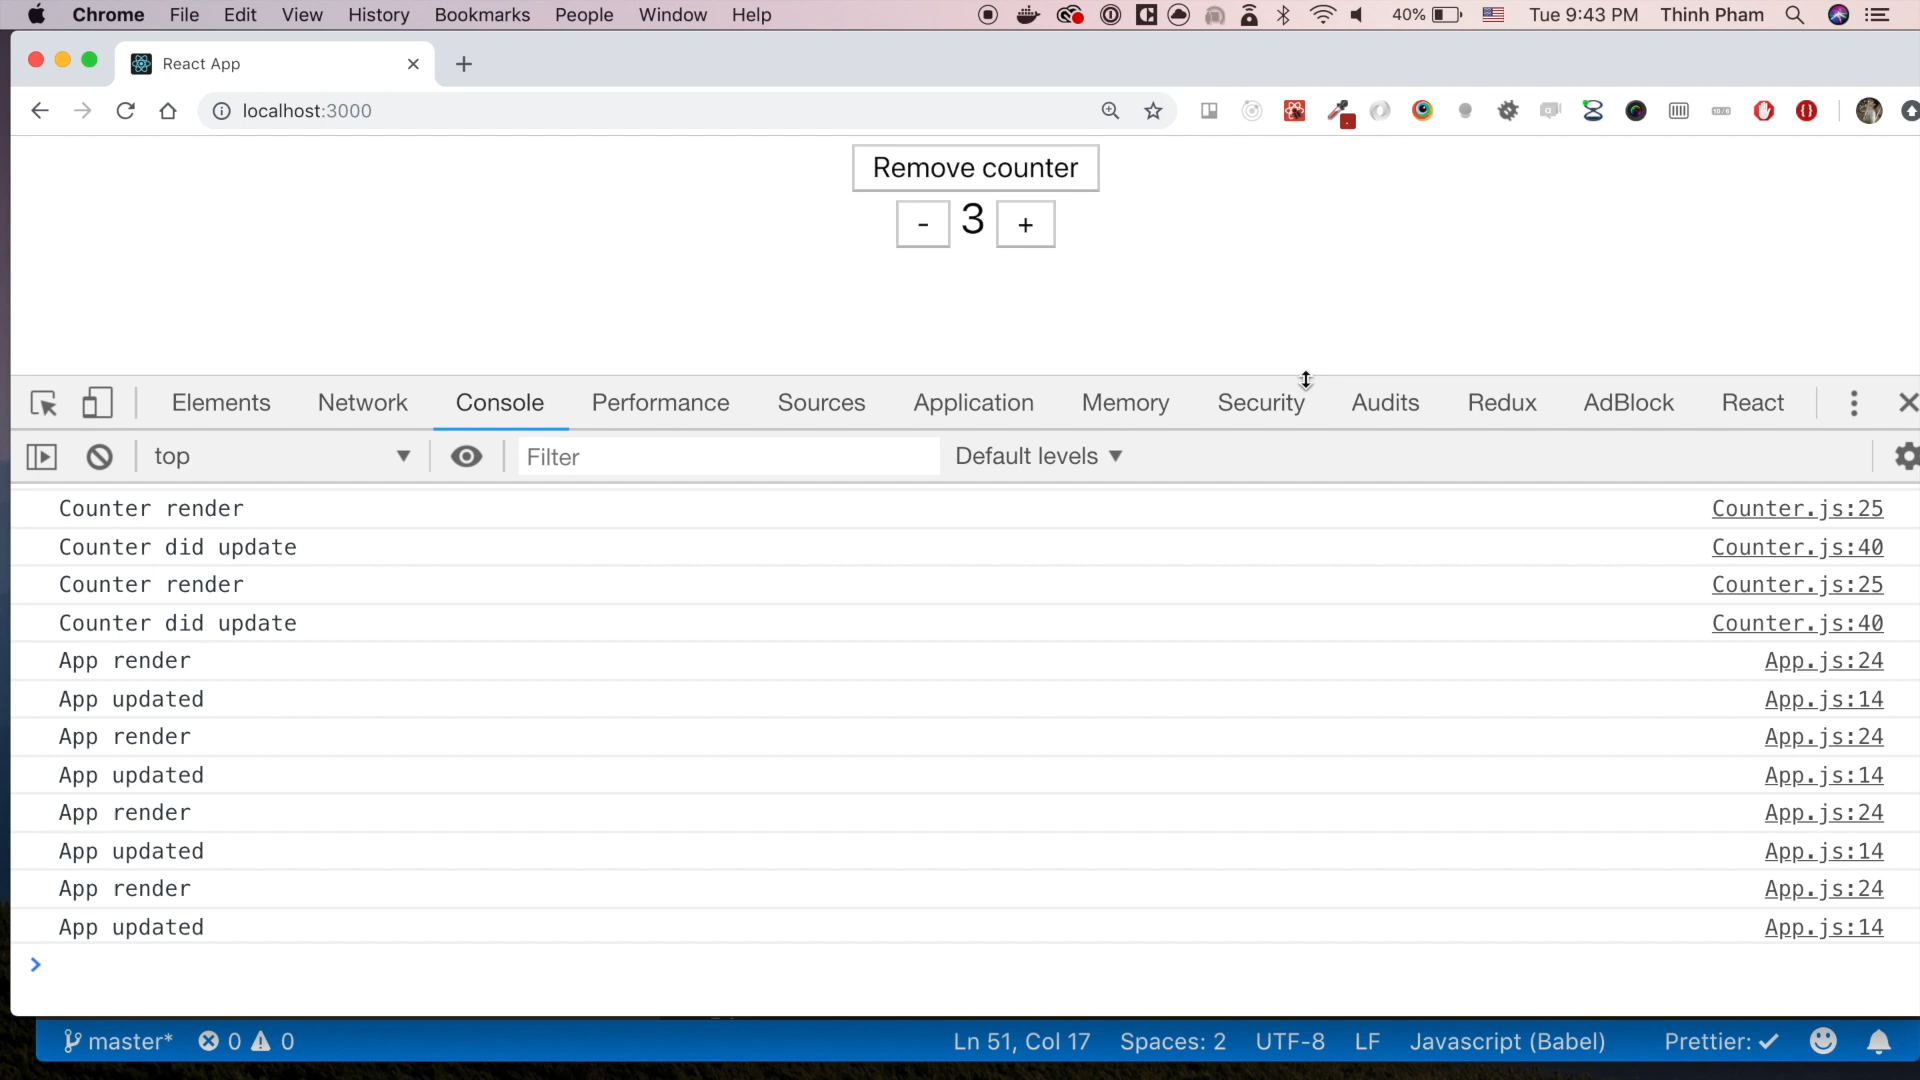 Chrome File Edit View History Bookmarks People Window Help 40% Tue 9:43 PM Thinh Pham
React App
localhost:3000
Remove counter
- 3 +
Elements Network Console Performance Sources Application Memory Security Audits Redux AdBlock React
top Filter Default levels
Counter render Counter.js:25
Counter did update Counter.js:40
Counter render Counter.js:25
Counter did update Counter.js:40
App render App.js:24
App updated App.js:14
App render App.js:24
App updated App.js:14
App render App.js:24
App updated App.js:14
App render App.js:24
App updated App.js:14
master* 0 0 Ln 51, Col 17 Spaces: 2 UTF-8 LF Javascript (Babel) Prettier: ✓